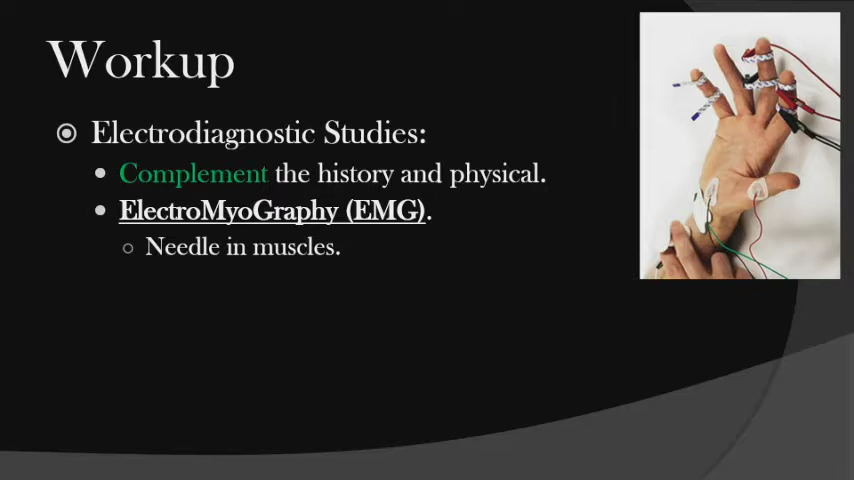 Workup
Electrodiagnostic Studies:
Complement the history and physical.
ElectroMyoGraphy (EMG).
Needle in muscles.